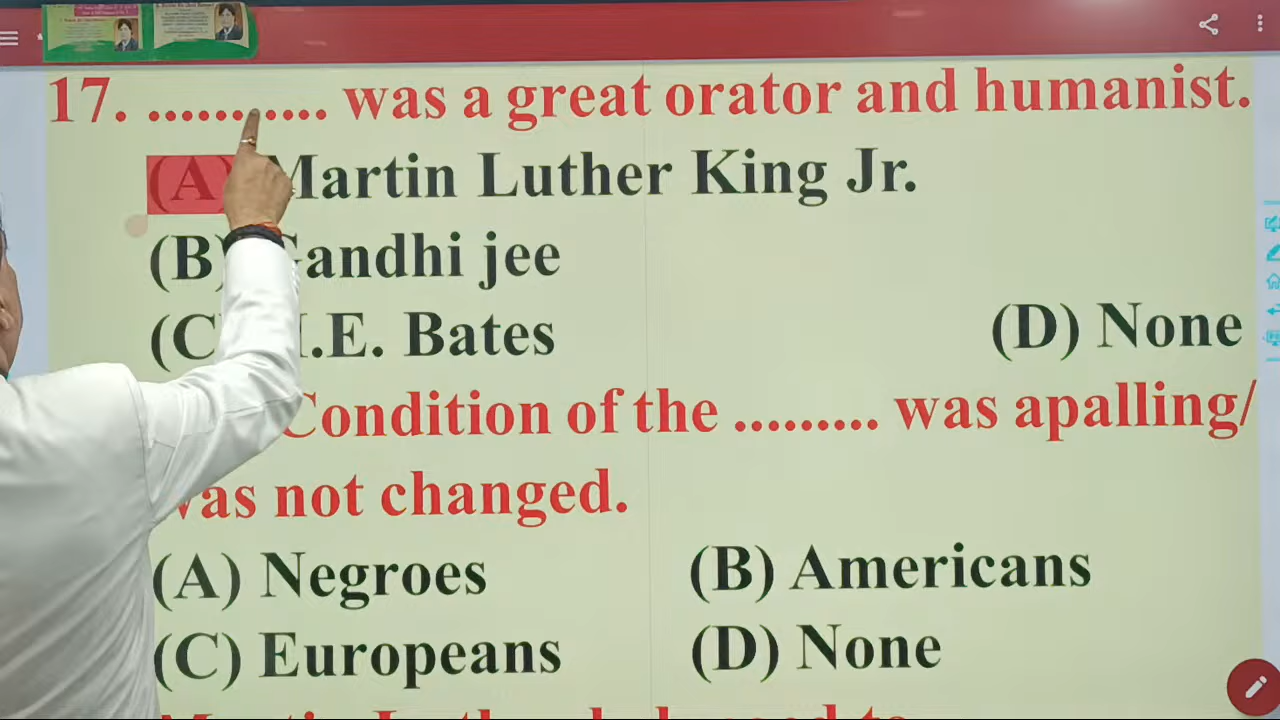 17. ........... was a great orator and humanist.
(A) Martin Luther King Jr.
(B) Gandhi jee
(C .E. Bates (D) None
Condition of the ......... was apalling/
was not changed.
(A) Negroes (B) Americans
(C) Europeans (D) None